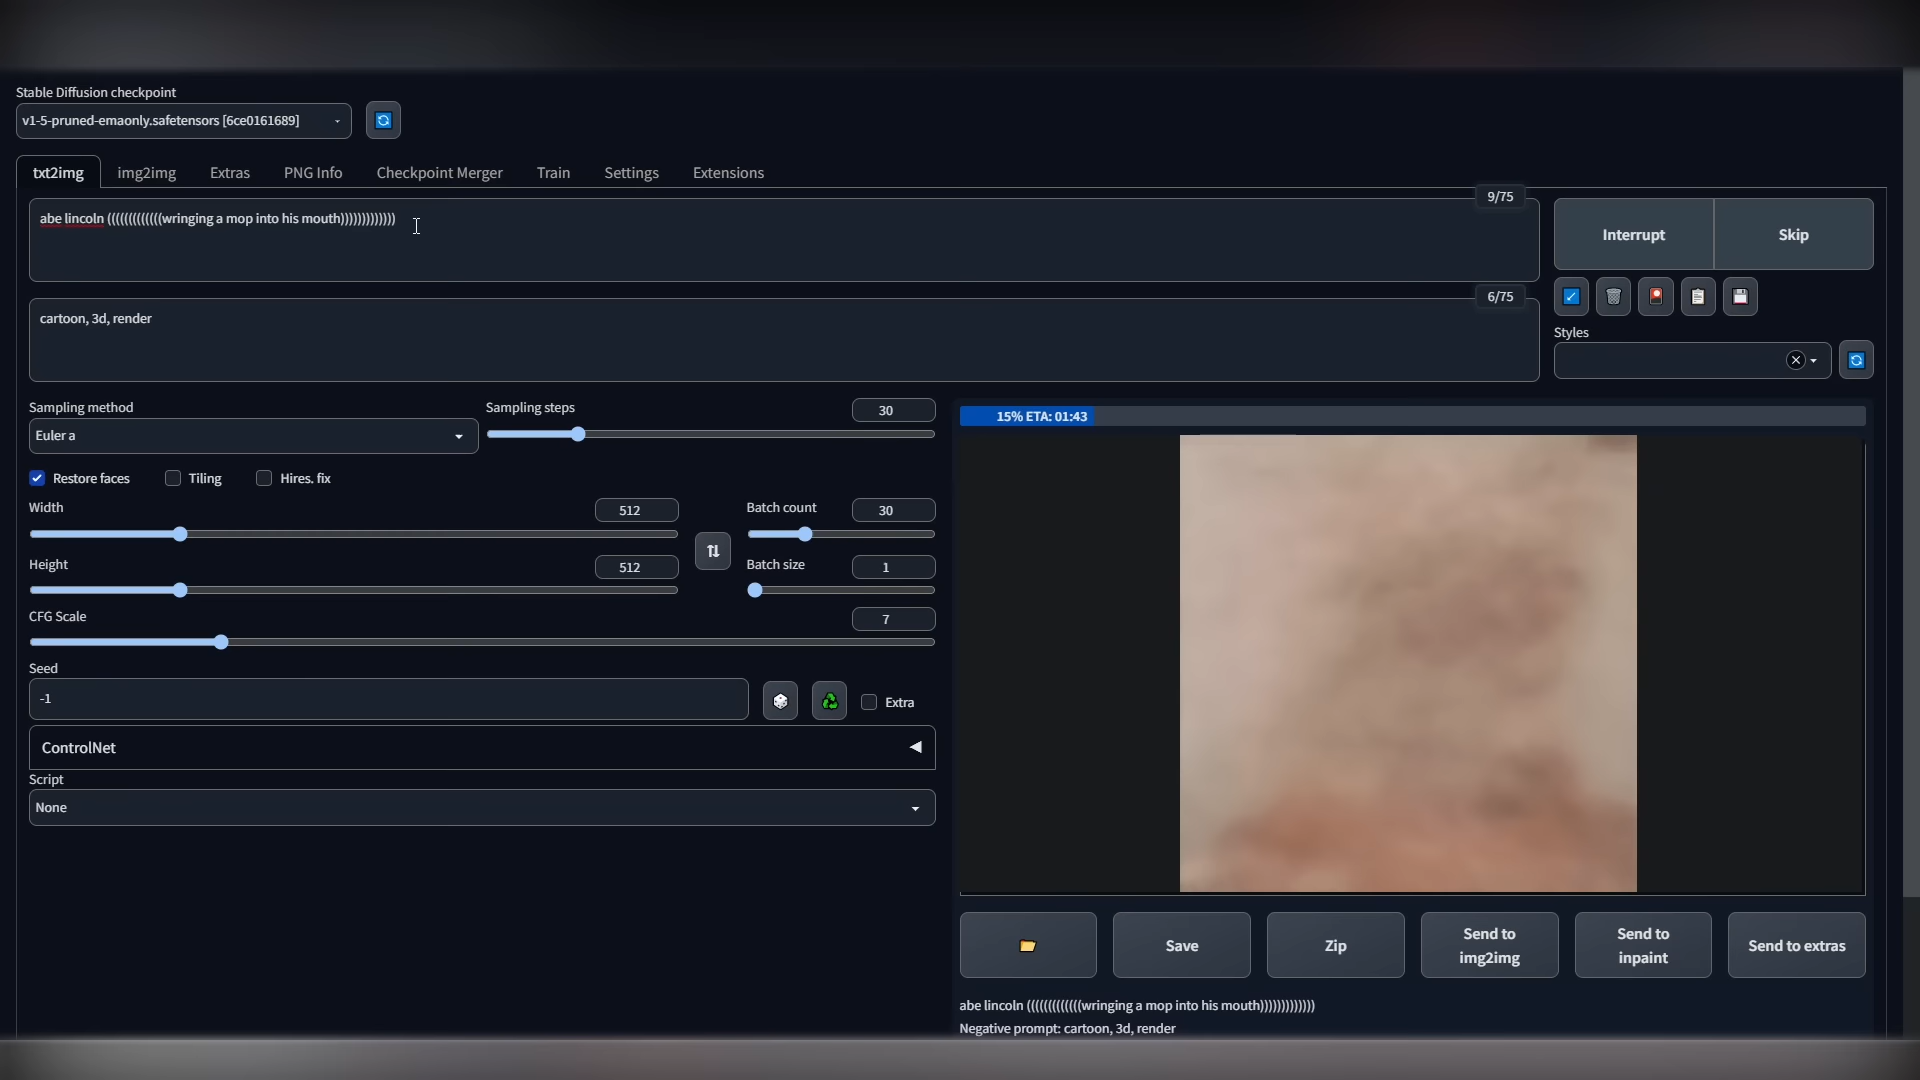 Stable Diffusion checkpoint
v1-5-pruned-emaonly.safetensors [6ce0161689]
txt2img img2img Extras PNG Info Checkpoint Merger Train Settings Extensions
9/75
abe lincoln (((((((((((((wringing a mop into his mouth)))))))))))))
Interrupt Skip
6/75
cartoon, 3d, render
Styles
Sampling method
Euler a
Sampling steps
30
15% ETA: 01:43
Restore faces Tiling Hires. fix
Width
512
Batch count
30
Height
512
Batch size
1
CFG Scale
7
Seed
-1
Extra
ControlNet
Script
None
Save
Zip
Send to
img2img
Send to
inpaint
Send to extras
abe lincoln (((((((((((((wringing a mop into his mouth)))))))))))))
Negative prompt: cartoon, 3d, render